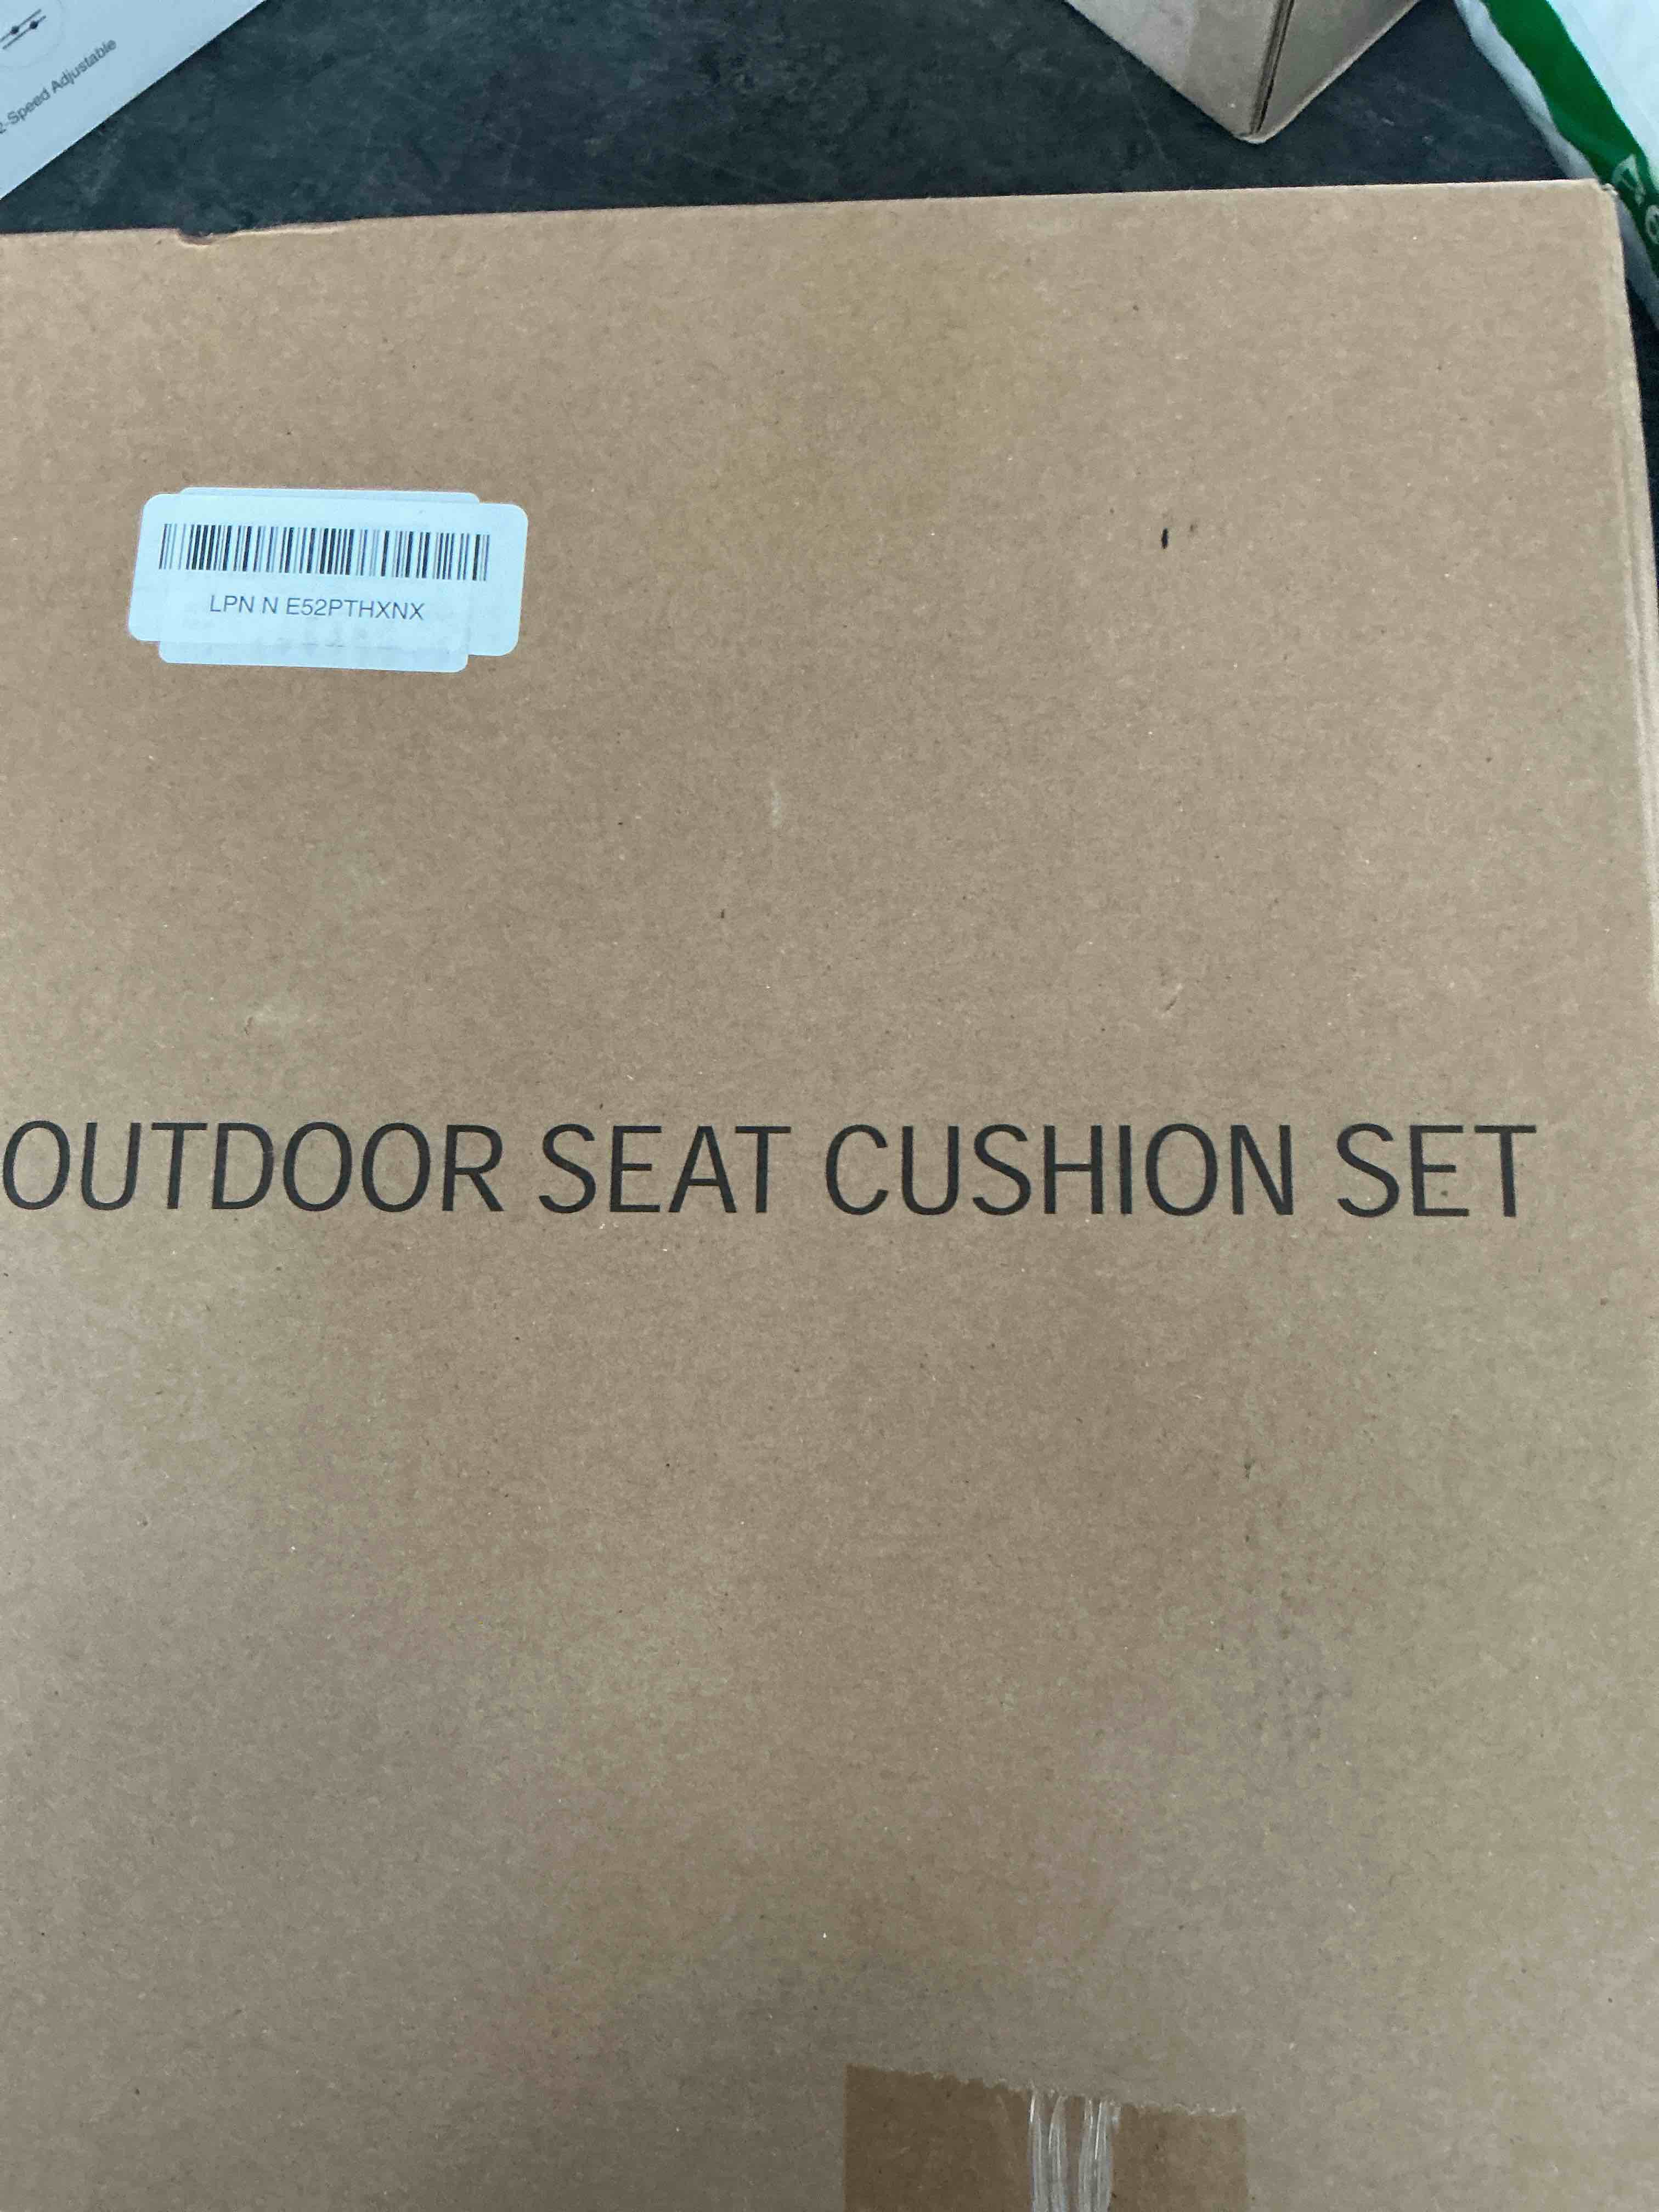 2-Speed Adjustable
LPN N E52PTHXNX
OUTDOOR SEAT CUSHION SET